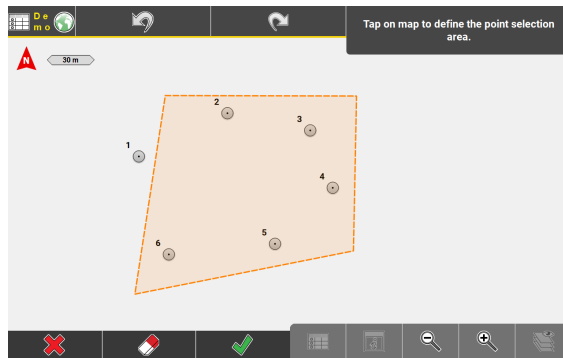 De
mo
Tap on map to define the point selection
area.
N
30 m
2
3
1
4
5
6